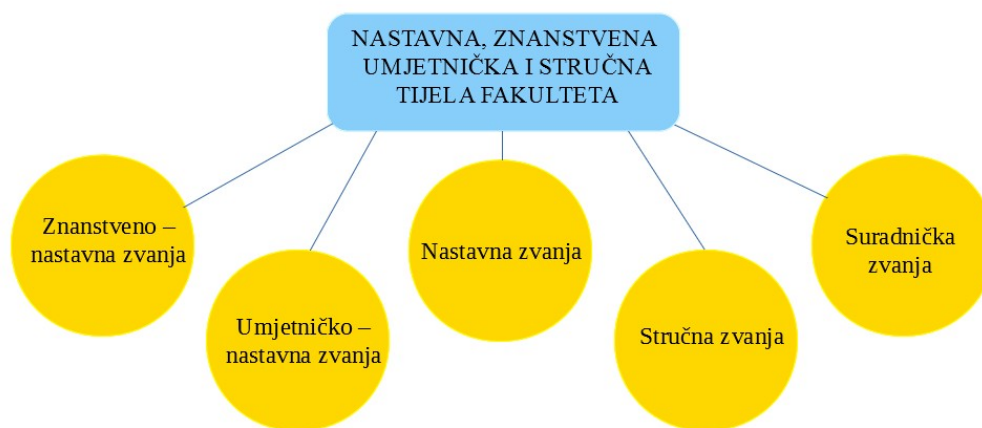 NASTAVNA, ZNANSTVENA
UMJETNIČKA I STRUČNA
TIJELA FAKULTETA
Znanstveno –
nastavna zvanja
Umjetničko –
nastavna zvanja
Nastavna zvanja
Stručna zvanja
Suradnička
zvanja